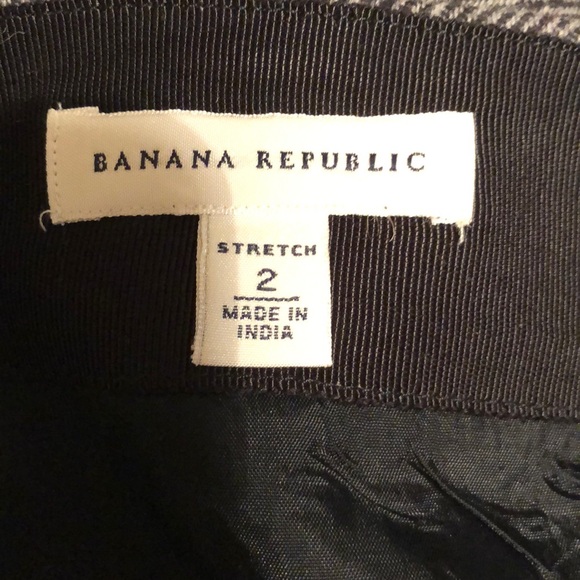 BANANA REPUBLIC
STRETCH
2
MADE IN
INDIA